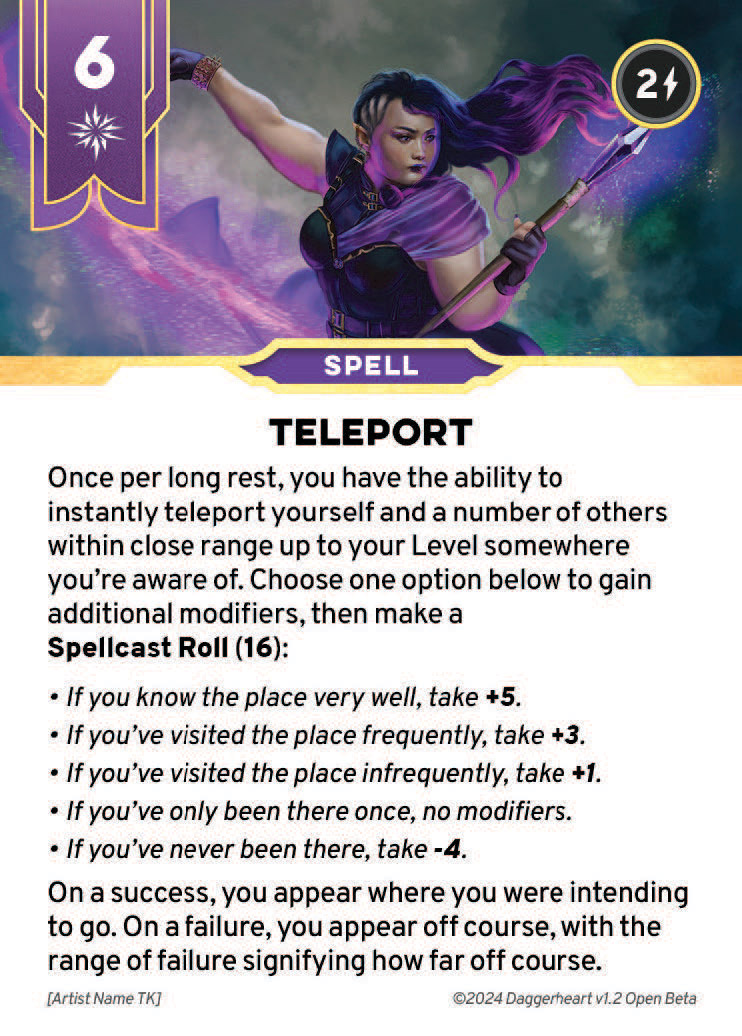 6
2
SPELL
TELEPORT
Once per long rest, you have the ability to
instantly teleport yourself and a number of others
within close range up to your Level somewhere
you're aware of. Choose one option below to gain
additional modifiers, then make a
Spellcast Roll (16):
• If you know the place very well, take +5.
• If you've visited the place frequently, take +3.
• If you've visited the place infrequently, take +1.
• If you've only been there once, no modifiers.
• If you've never been there, take -4.
On a success, you appear where you were intending
to go. On a failure, you appear off course, with the
range of failure signifying how far off course.
[Artist Name TK]
©2024 Daggerheart v1.2 Open Beta